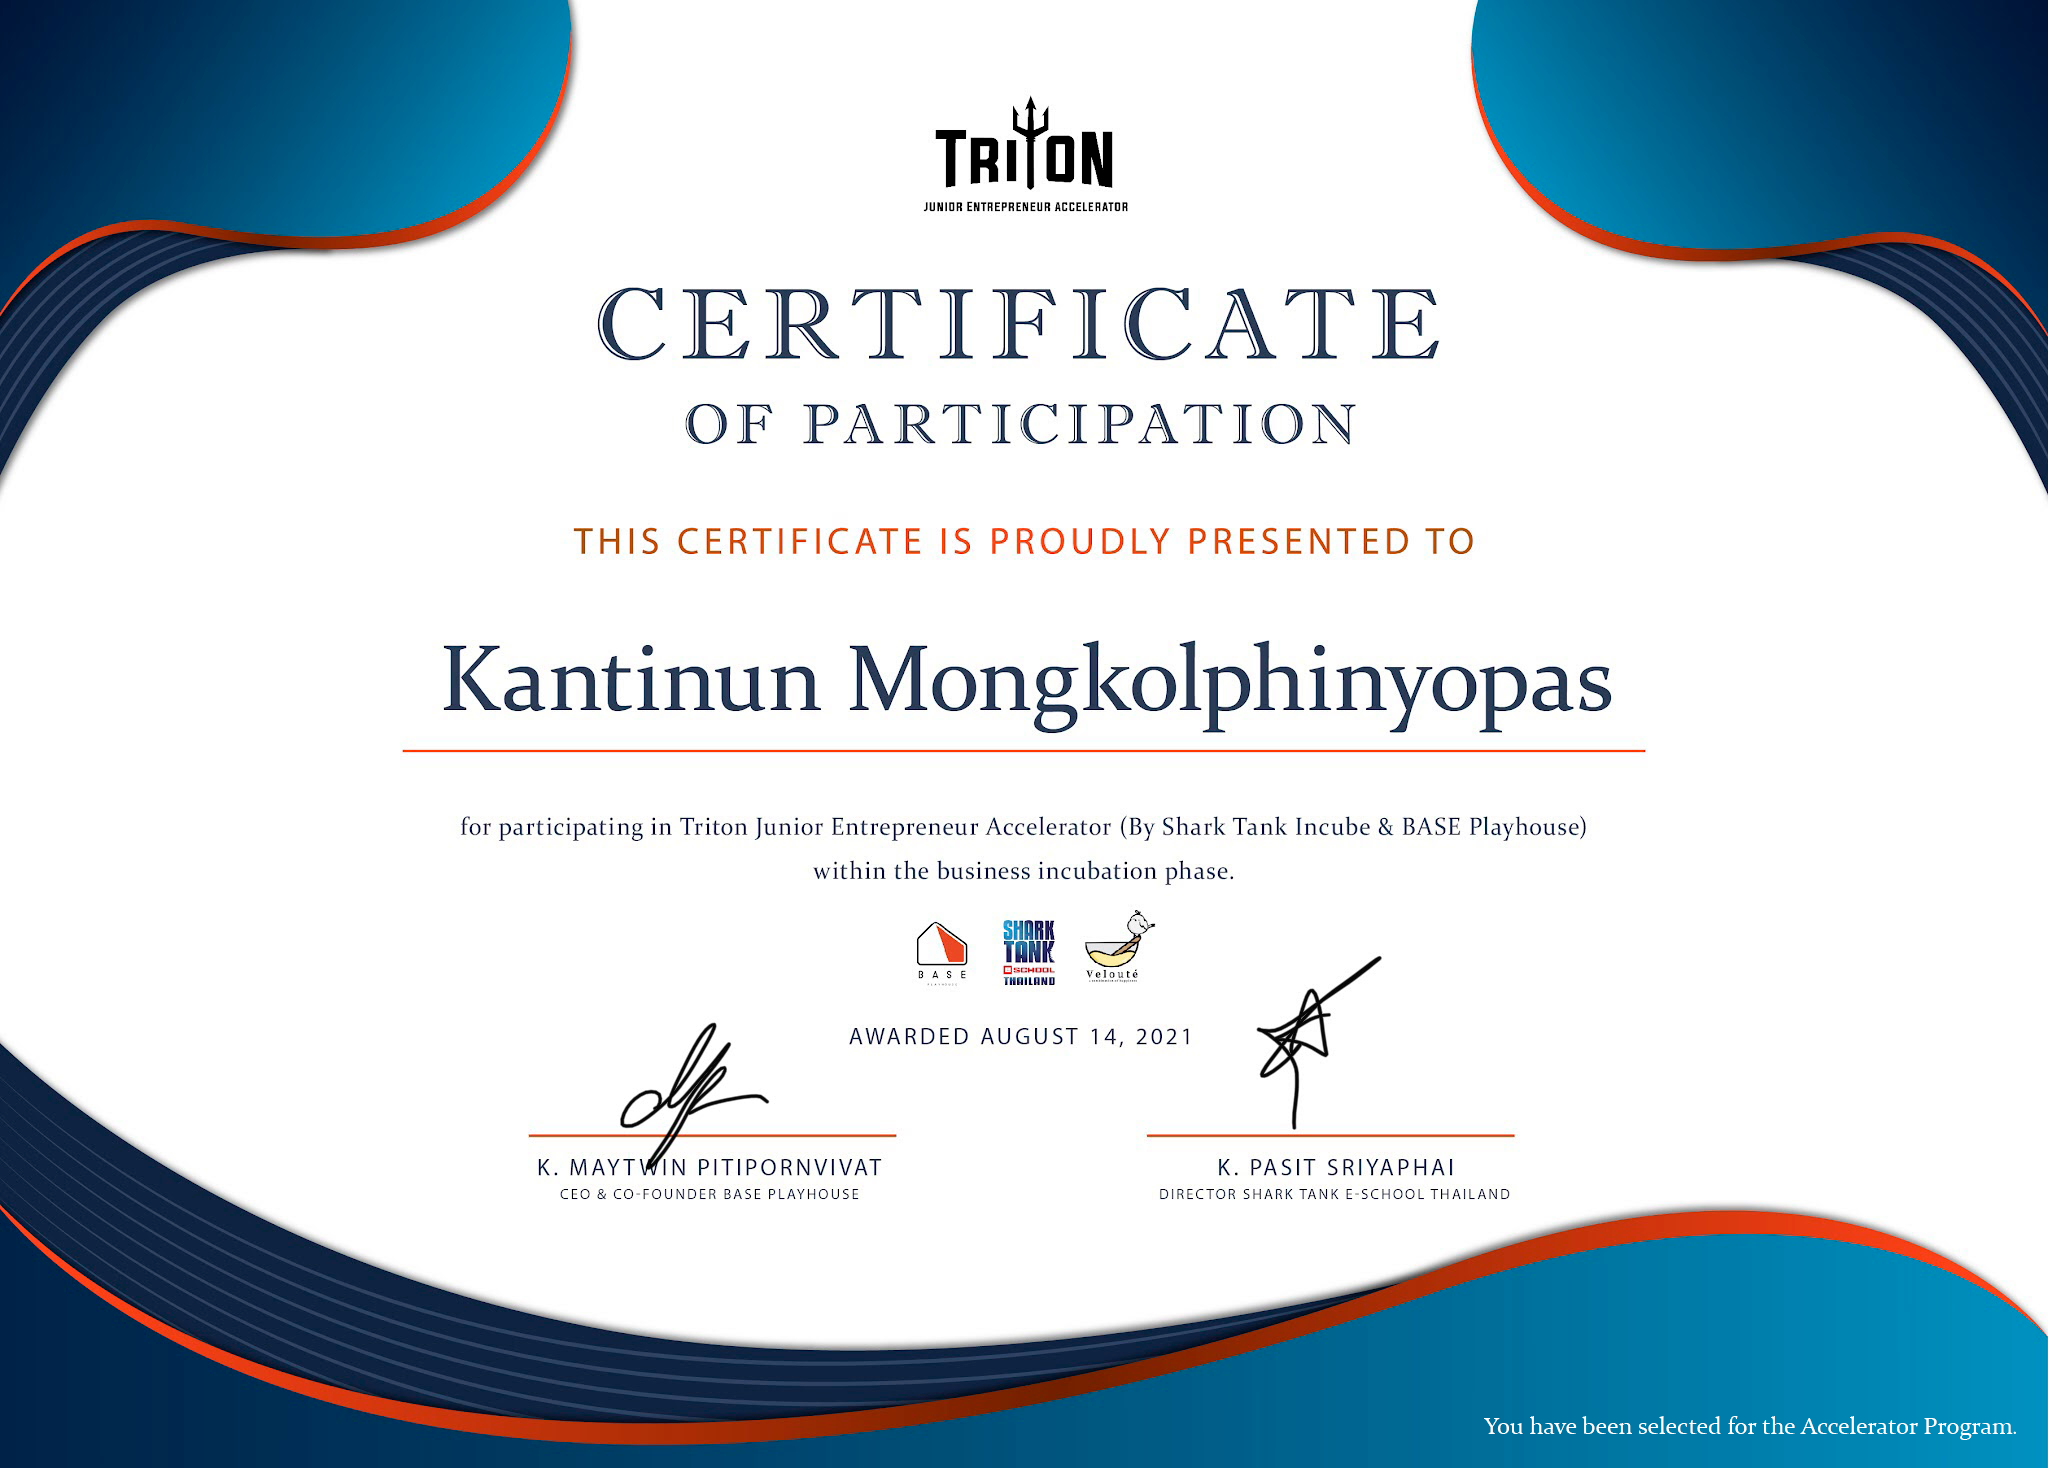 TRITON
JUNIOR ENTREPRENEUR ACCELERATOR
CERTIFICATE
OF PARTICIPATION
THIS CERTIFICATE IS PROUDLY PRESENTED TO
Kantinun Mongkolphinyopas
for participating in Triton Junior Entrepreneur Accelerator (By Shark Tank Incube & BASE Playhouse)
within the business incubation phase.
BASE
PLAYHOUSE
SHARK
TANK
SCHOOL
THAILAND
Velouté
AWARDED AUGUST 14, 2021
K. MAYTWIN PITIPORNVIVAT
CEO & CO-FOUNDER BASE PLAYHOUSE
K. PASIT SRIYAPHAI
DIRECTOR SHARK TANK E-SCHOOL THAILAND
You have been selected for the Accelerator Program.